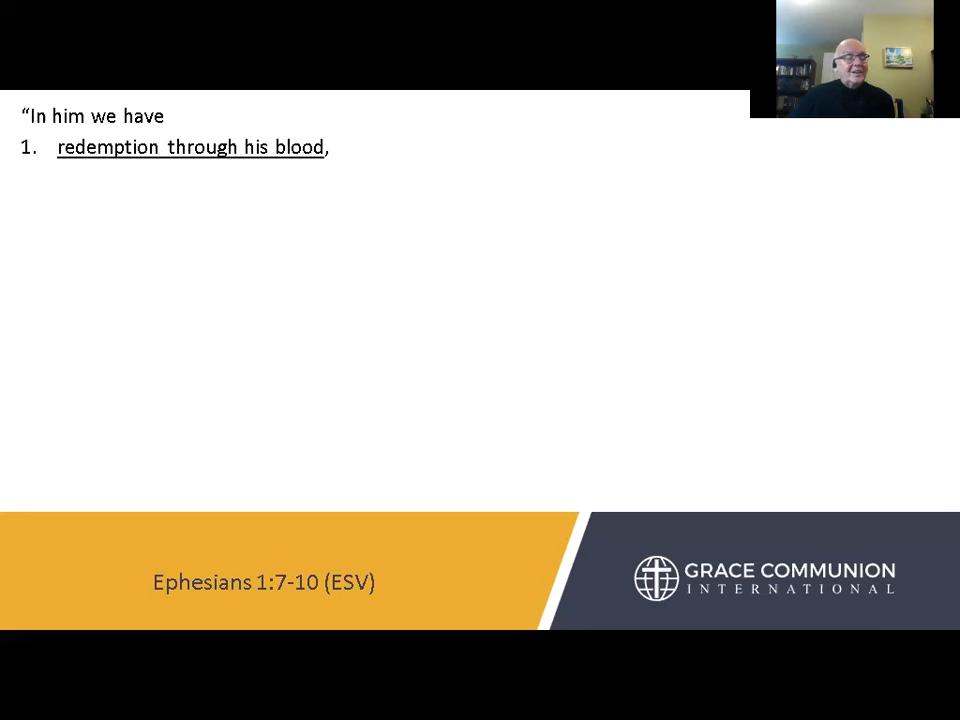 “In him we have
1. redemption through his blood,
Ephesians 1:7-10 (ESV)
GRACE COMMUNION
INTERNATIONAL